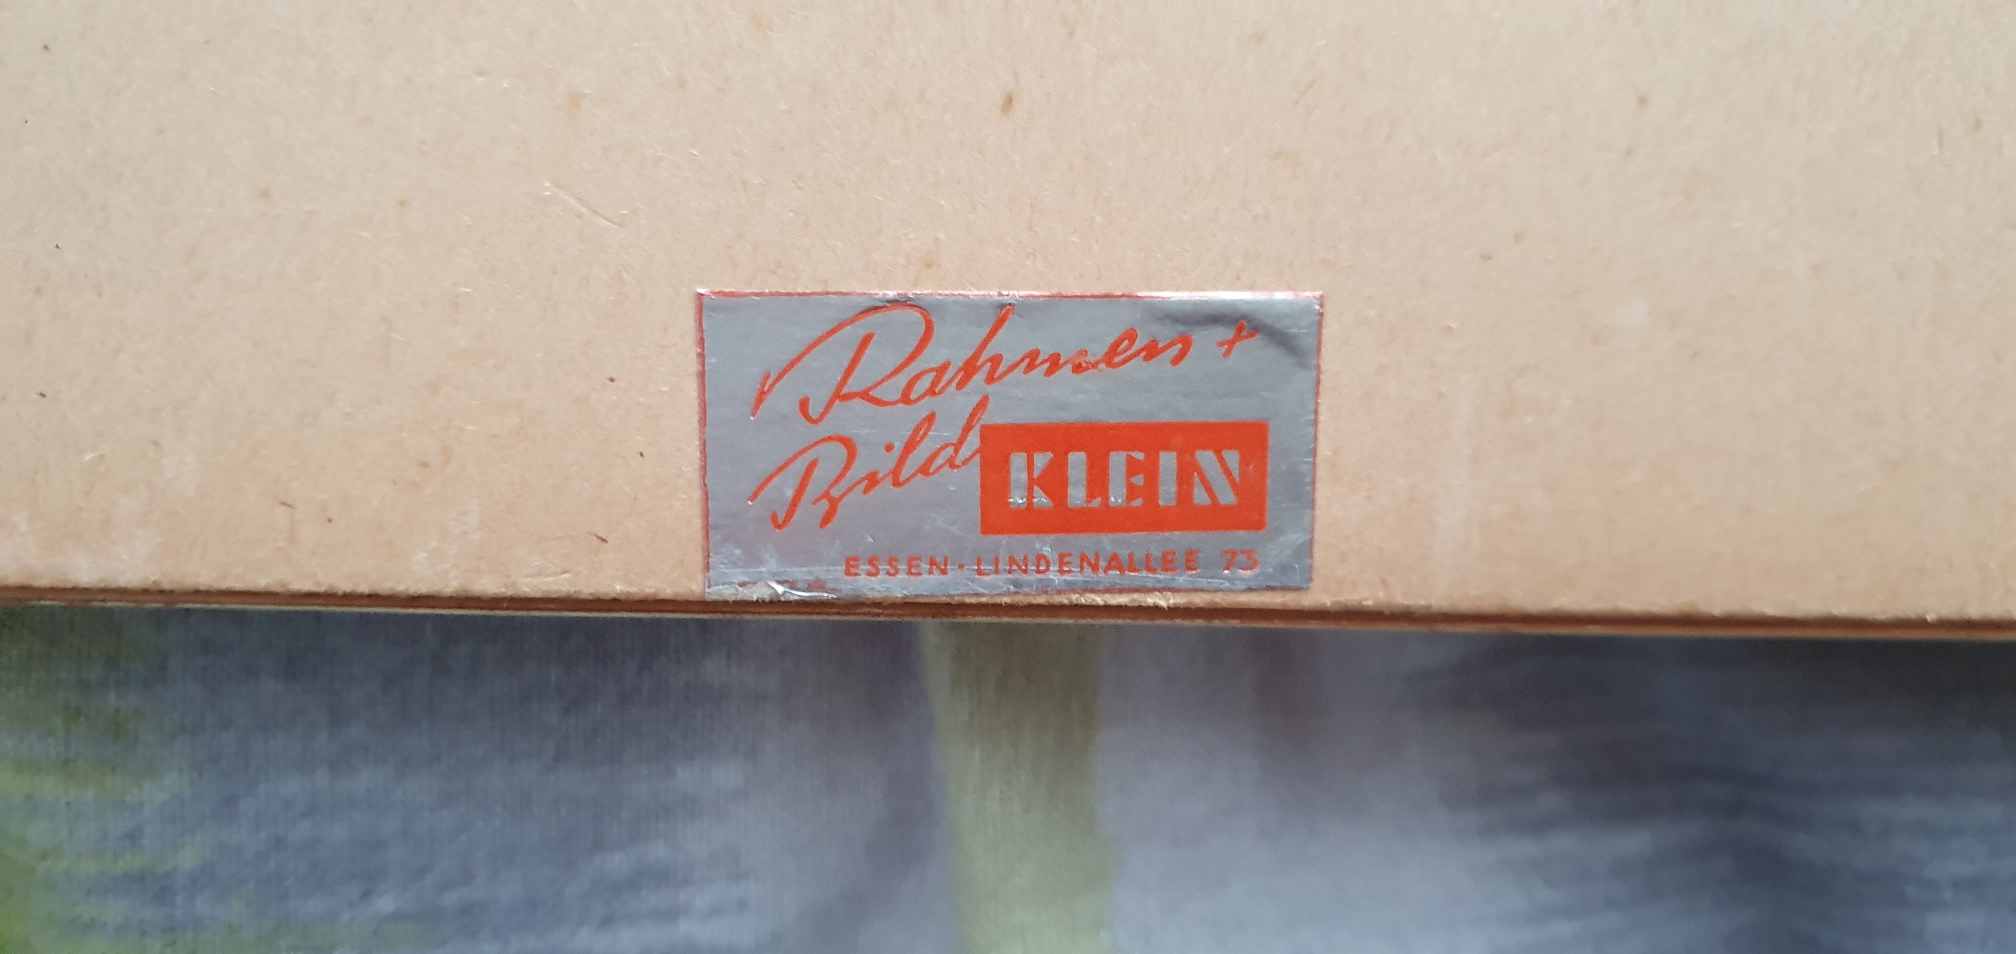 Rahmen +
Bild KLEIN
ESSEN · LINDENALLEE 73